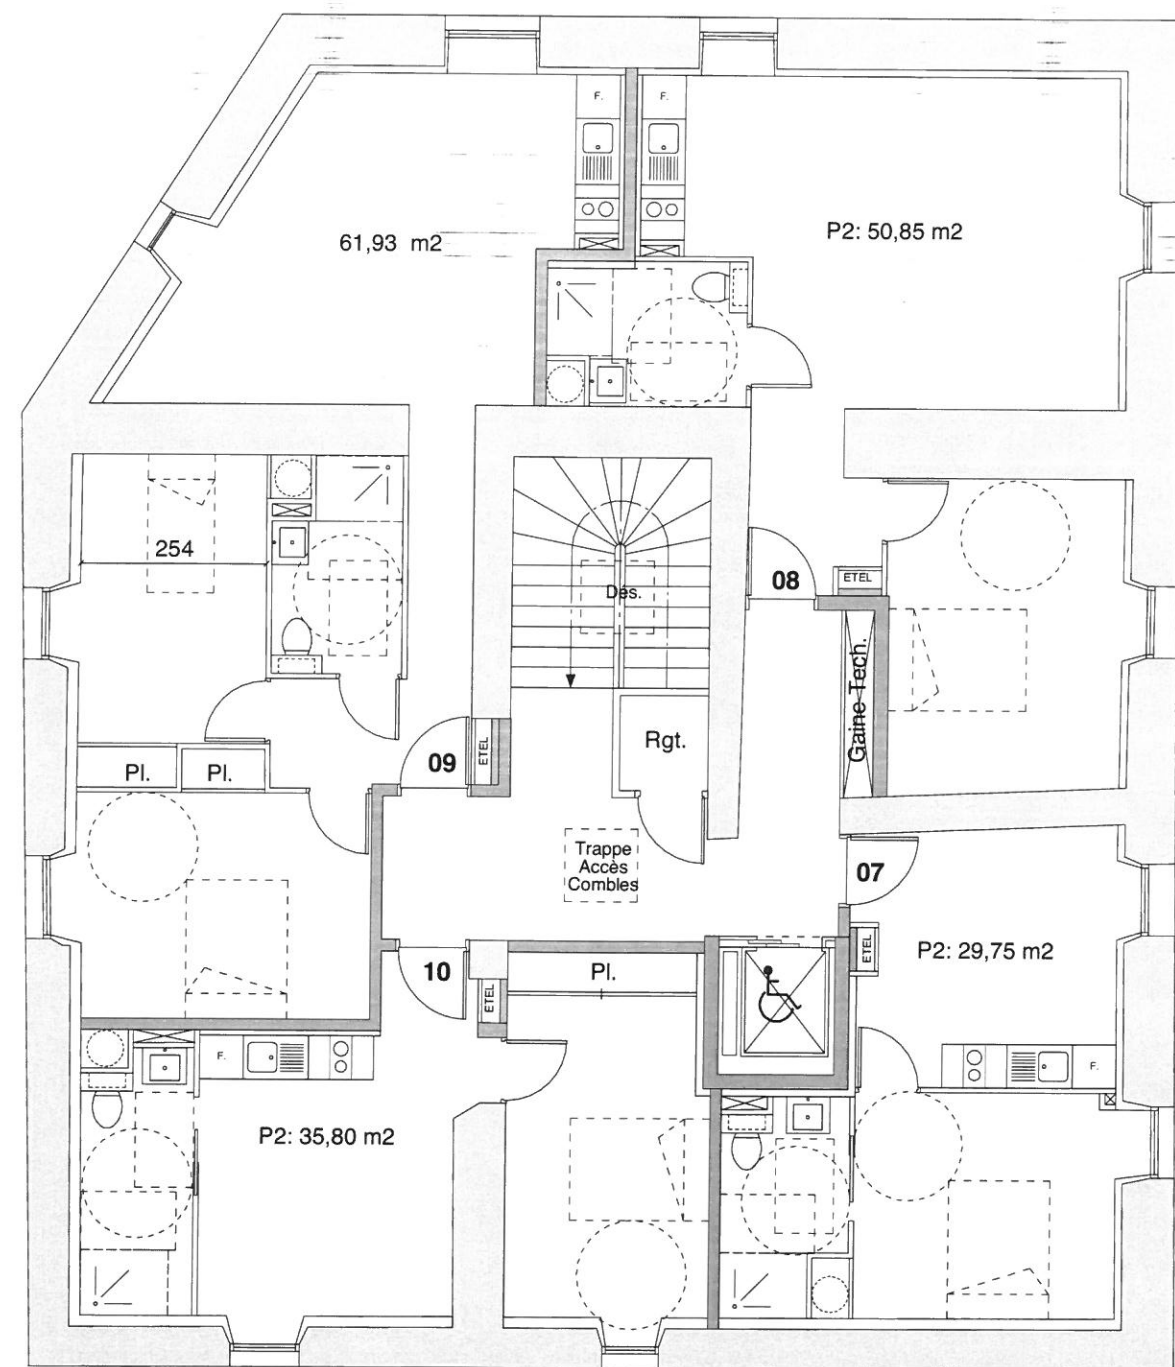 F.
F.
61,93 m2
P2: 50,85 m2
254
Dés.
08
ETEL
Gaine Tech.
Rgt.
09
ETEL
Pl.
Pl.
Trappe
Accès
Combles
07
ETEL
P2: 29,75 m2
10
ETEL
Pl.
F.
F.
P2: 35,80 m2